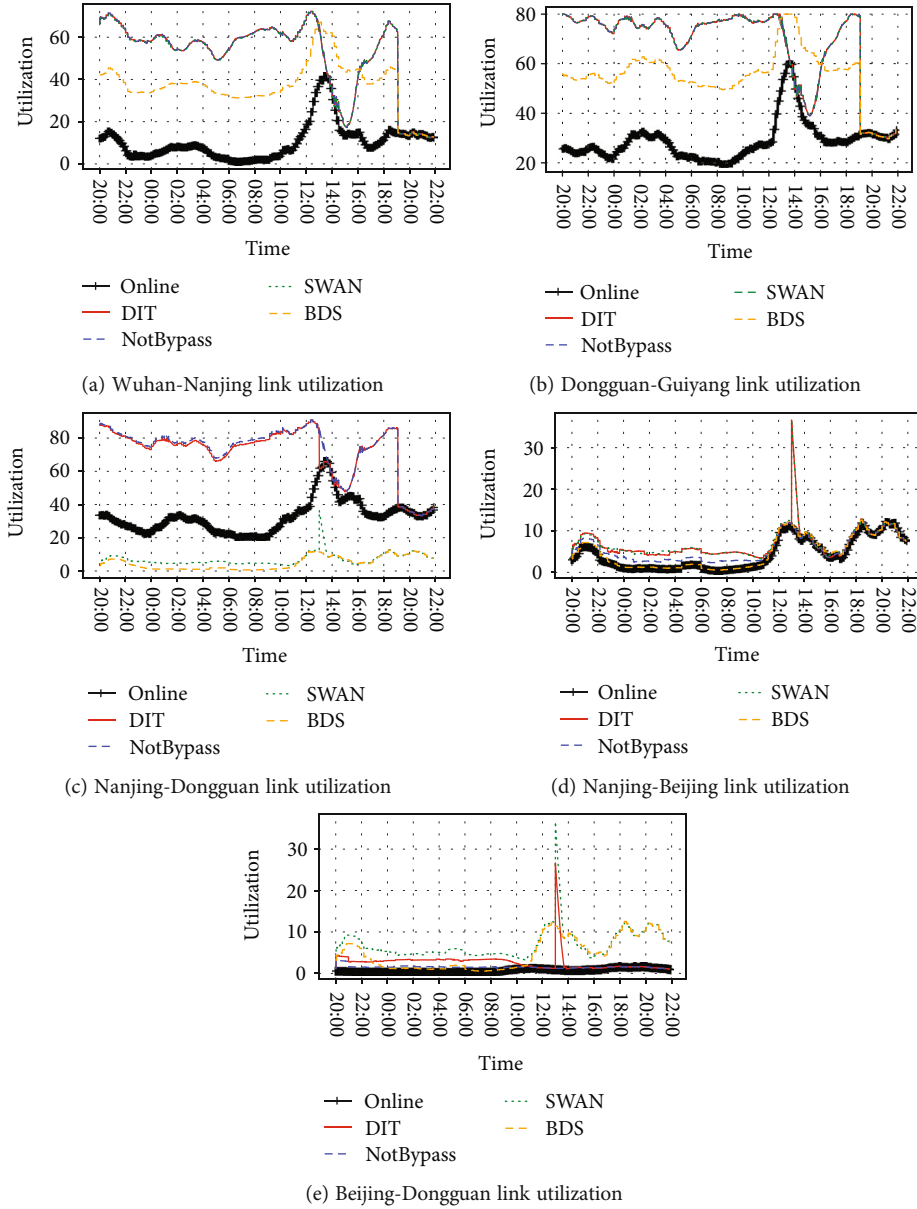 Utilization
60
40
20
0
20:00 22:00 00:00 02:00 04:00 06:00 08:00 10:00 12:00 14:00 16:00 18:00 20:00 22:00
Time
Online
DIT
NotBypass
SWAN
BDS
(a) Wuhan-Nanjing link utilization
Utilization
80
60
40
20
20:00 22:00 00:00 02:00 04:00 06:00 08:00 10:00 12:00 14:00 16:00 18:00 20:00 22:00
Time
Online
DIT
NotBypass
SWAN
BDS
(b) Dongguan-Guiyang link utilization
Utilization
80
60
40
20
0
20:00 22:00 00:00 02:00 04:00 06:00 08:00 10:00 12:00 14:00 16:00 18:00 20:00 22:00
Time
Online
DIT
NotBypass
SWAN
BDS
(c) Nanjing-Dongguan link utilization
Utilization
30
20
10
0
20:00 22:00 00:00 02:00 04:00 06:00 08:00 10:00 12:00 14:00 16:00 18:00 20:00 22:00
Time
Online
DIT
NotBypass
SWAN
BDS
(d) Nanjing-Beijing link utilization
Utilization
30
20
10
0
20:00 22:00 00:00 02:00 04:00 06:00 08:00 10:00 12:00 14:00 16:00 18:00 20:00 22:00
Time
Online
DIT
NotBypass
SWAN
BDS
(e) Beijing-Dongguan link utilization